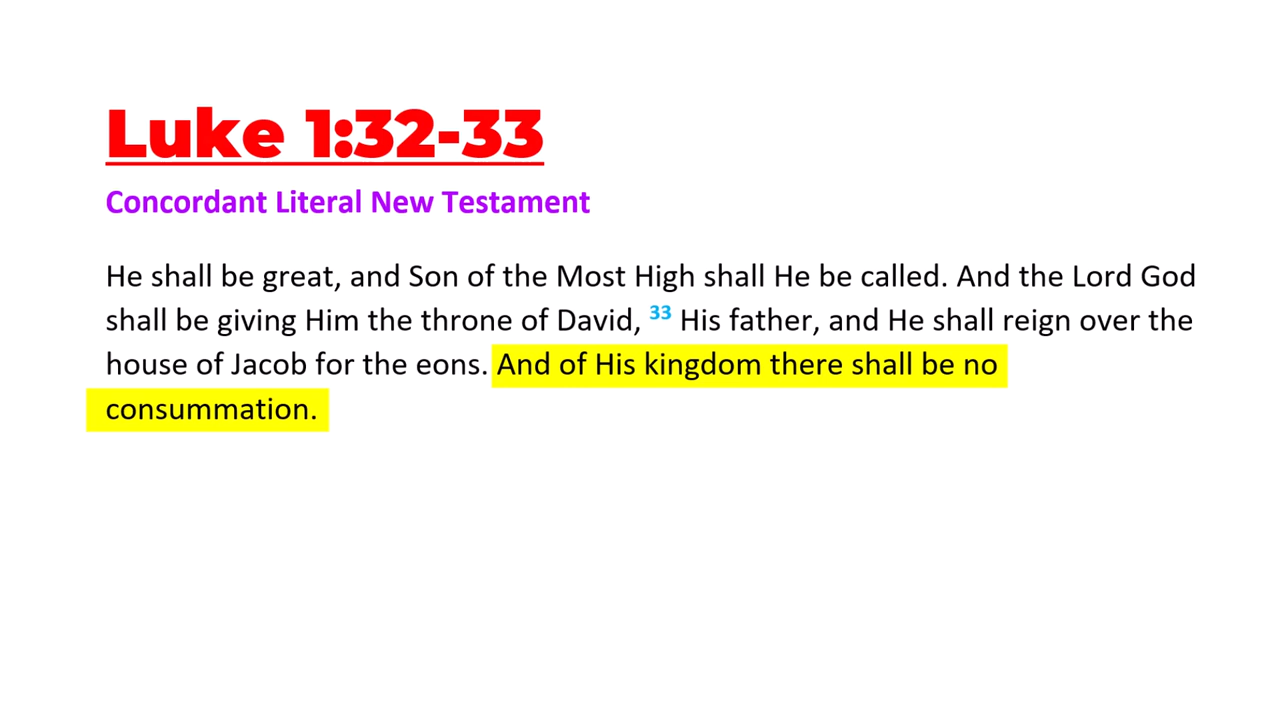 Luke 1:32-33
Concordant Literal New Testament
He shall be great, and Son of the Most High shall He be called. And the Lord God
shall be giving Him the throne of David, 33 His father, and He shall reign over the
house of Jacob for the eons. And of His kingdom there shall be no
consummation.